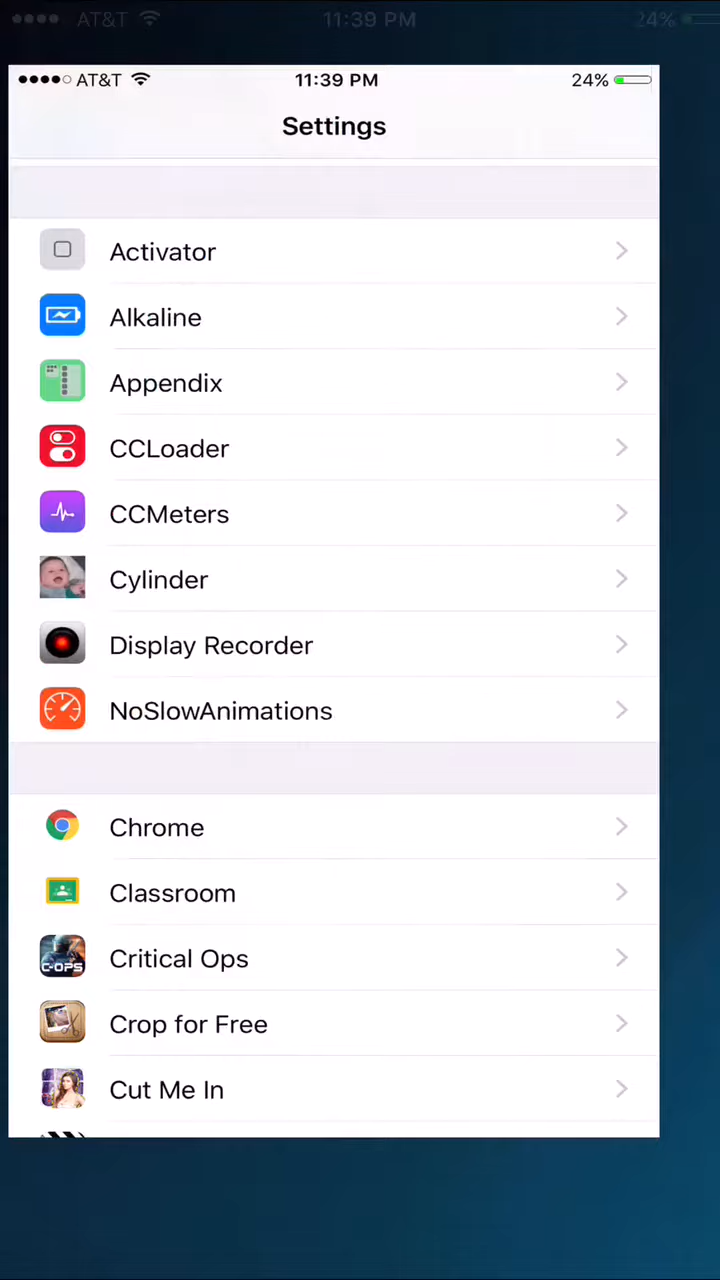 AT&T 11:39 PM 24%
AT&T 11:39 PM 24%
Settings
Activator
Alkaline
Appendix
CCLoader
CCMeters
Cylinder
Display Recorder
NoSlowAnimations
Chrome
Classroom
C-OPS
Critical Ops
Crop for Free
Cut Me In